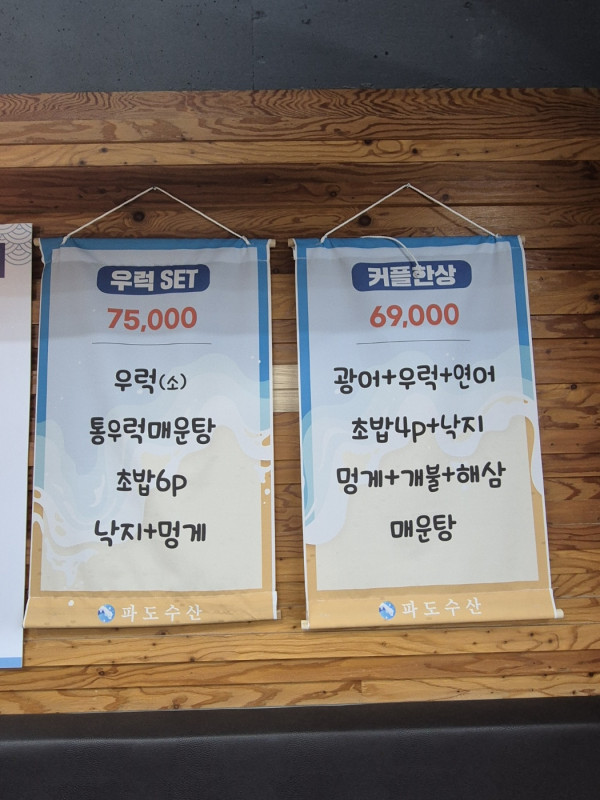 우럭 SET
75,000
우럭(소)
통우럭매운탕
초밥6p
낙지+멍게
파도수산
커플한상
69,000
광어+우럭+연어
초밥4p+낙지
멍게+개불+해삼
매운탕
파도수산